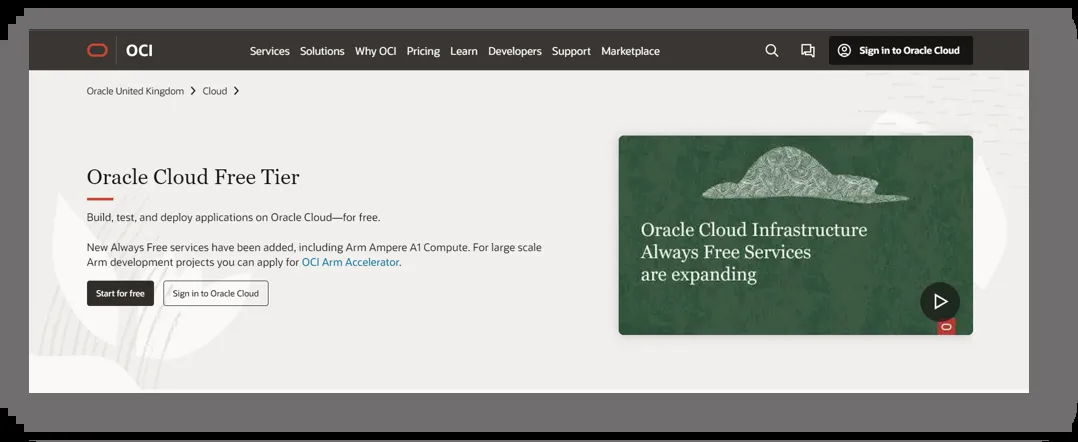 OCI
Services Solutions Why OCI Pricing Learn Developers Support Marketplace
Sign in to Oracle Cloud
Oracle United Kingdom > Cloud >
Oracle Cloud Free Tier
Build, test, and deploy applications on Oracle Cloud—for free.
New Always Free services have been added, including Arm Ampere A1 Compute. For large scale
Arm development projects you can apply for OCI Arm Accelerator.
Start for free
Sign in to Oracle Cloud
Oracle Cloud Infrastructure
Always Free Services
are expanding